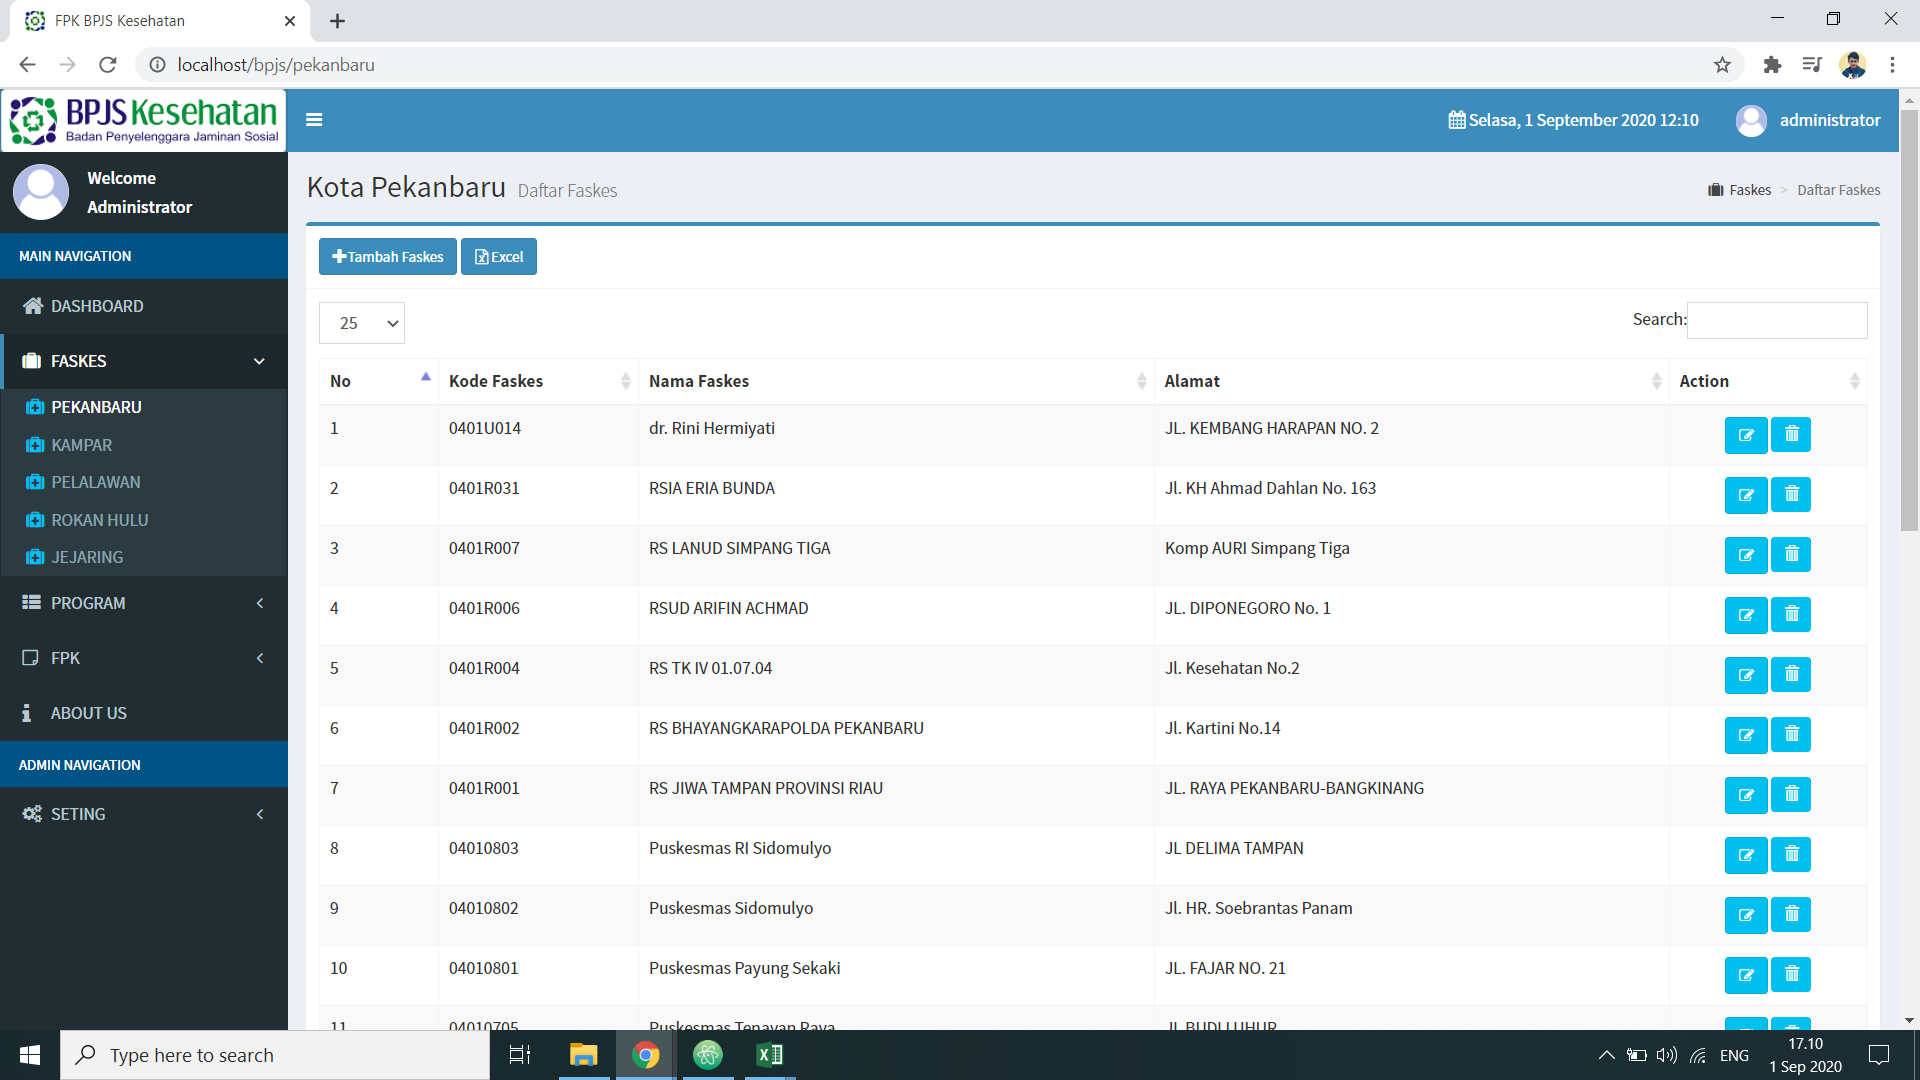 FPK BPJS Kesehatan
localhost/bpjs/pekanbaru
BPJS Kesehatan
Badan Penyelenggara Jaminan Sosial
Selasa, 1 September 2020 12:10
administrator
Welcome
Administrator
MAIN NAVIGATION
DASHBOARD
FASKES
PEKANBARU
KAMPAR
PELALAWAN
ROKAN HULU
JEJARING
PROGRAM
FPK
ABOUT US
ADMIN NAVIGATION
SETING
Kota Pekanbaru Daftar Faskes
Faskes > Daftar Faskes
Tambah Faskes Excel
25
Search:
No Kode Faskes Nama Faskes Alamat Action
1 0401U014 dr. Rini Hermiyati JL. KEMBANG HARAPAN NO. 2
2 0401R031 RSIA ERIA BUNDA Jl. KH Ahmad Dahlan No. 163
3 0401R007 RS LANUD SIMPANG TIGA Komp AURI Simpang Tiga
4 0401R006 RSUD ARIFIN ACHMAD JL. DIPONEGORO No. 1
5 0401R004 RS TK IV 01.07.04 Jl. Kesehatan No.2
6 0401R002 RS BHAYANGKARAPOLDA PEKANBARU Jl. Kartini No.14
7 0401R001 RS JIWA TAMPAN PROVINSI RIAU JL. RAYA PEKANBARU-BANGKINANG
8 04010803 Puskesmas RI Sidomulyo JL DELIMA TAMPAN
9 04010802 Puskesmas Sidomulyo Jl. HR. Soebrantas Panam
10 04010801 Puskesmas Payung Sekaki JL. FAJAR NO. 21
11 04010705 Puskesmas Tenayan Raya JL BUDI LUHUR
Type here to search
ENG
17.10
1 Sep 2020